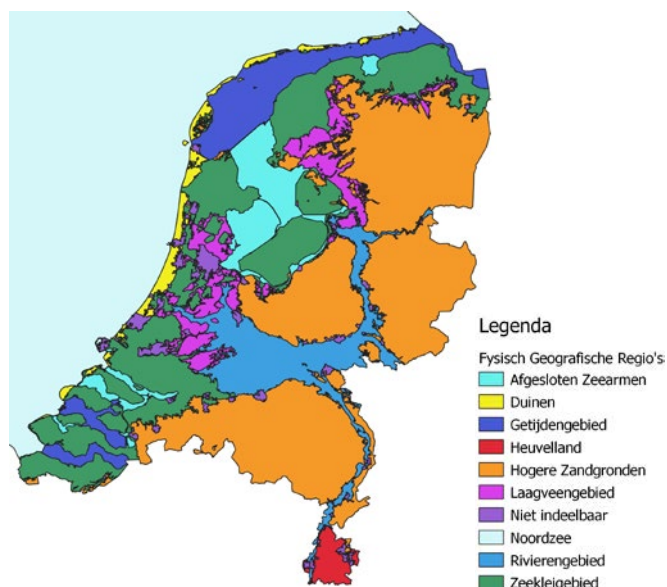 Legenda
Fysisch Geografische Regio's:
Afgesloten Zeearmen
Duinen
Getijdengebied
Heuvelland
Hogere Zandgronden
Laagveengebied
Niet indeelbaar
Noordzee
Rivierengebied
Zeekleigebied